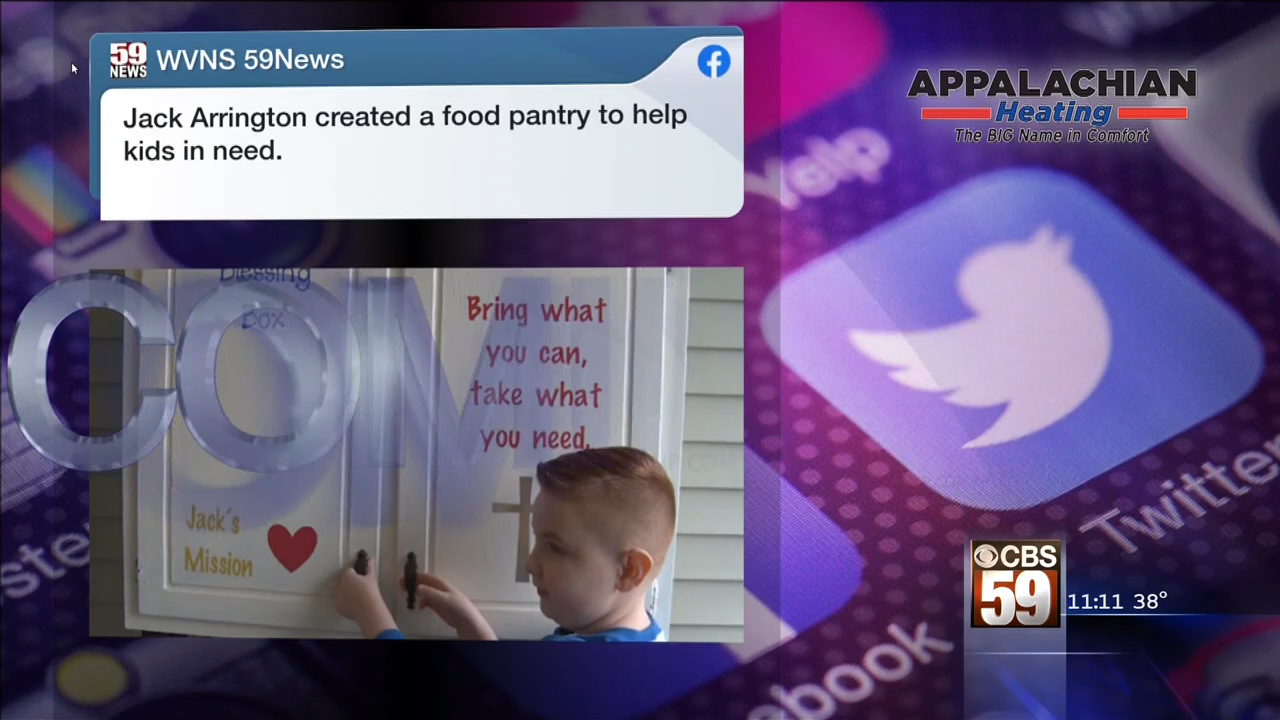 59
NEWS
WVNS 59News
Jack Arrington created a food pantry to help
kids in need.
APPALACHIAN
Heating
The BIG Name in Comfort
Yelp
Blessing
Box
Bring what
you can,
take what
you need.
Jack's
Mission
COM
Twitter
ebook
CBS
59
11:11 38°